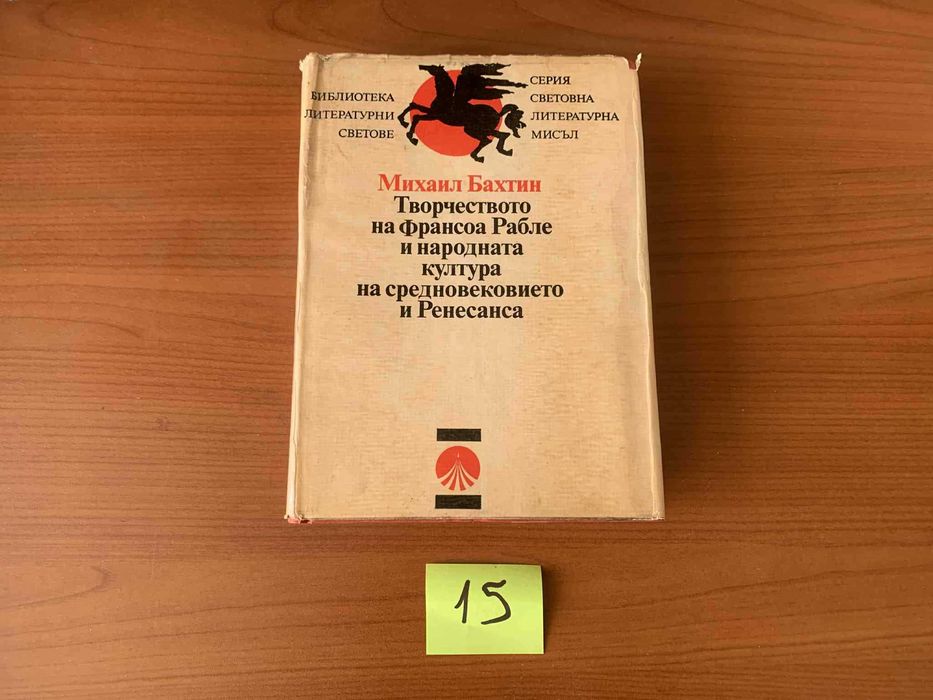 БИБЛИОТЕКА
ЛИТЕРАТУРНИ
СВЕТОВЕ
СЕРИЯ
СВЕТОВНА
ЛИТЕРАТУРНА
МИСЪЛ
Михаил Бахтин
Творчеството
на Франсоа Рабле
и народната
култура
на средновековието
и Ренесанса
15